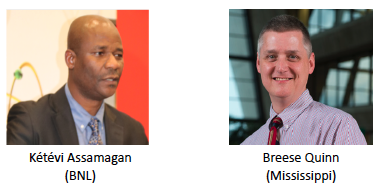 Kétévi Assamagan
(BNL)
Breese Quinn
(Mississippi)